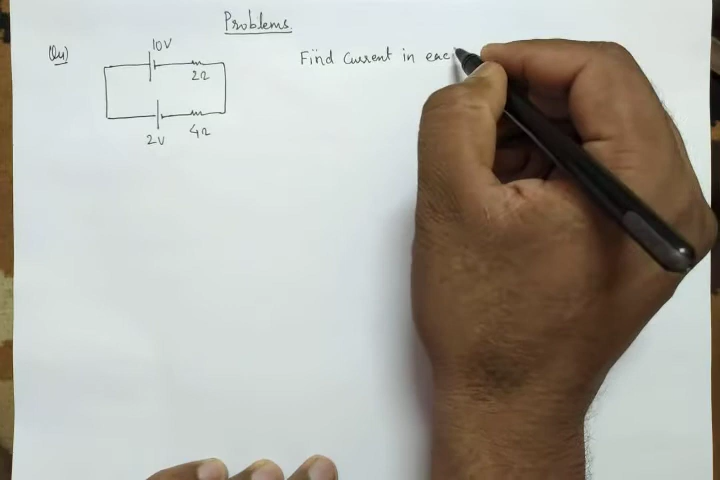 Problems
Qu)
10V
2Ω
2V
4Ω
Find Current in eac